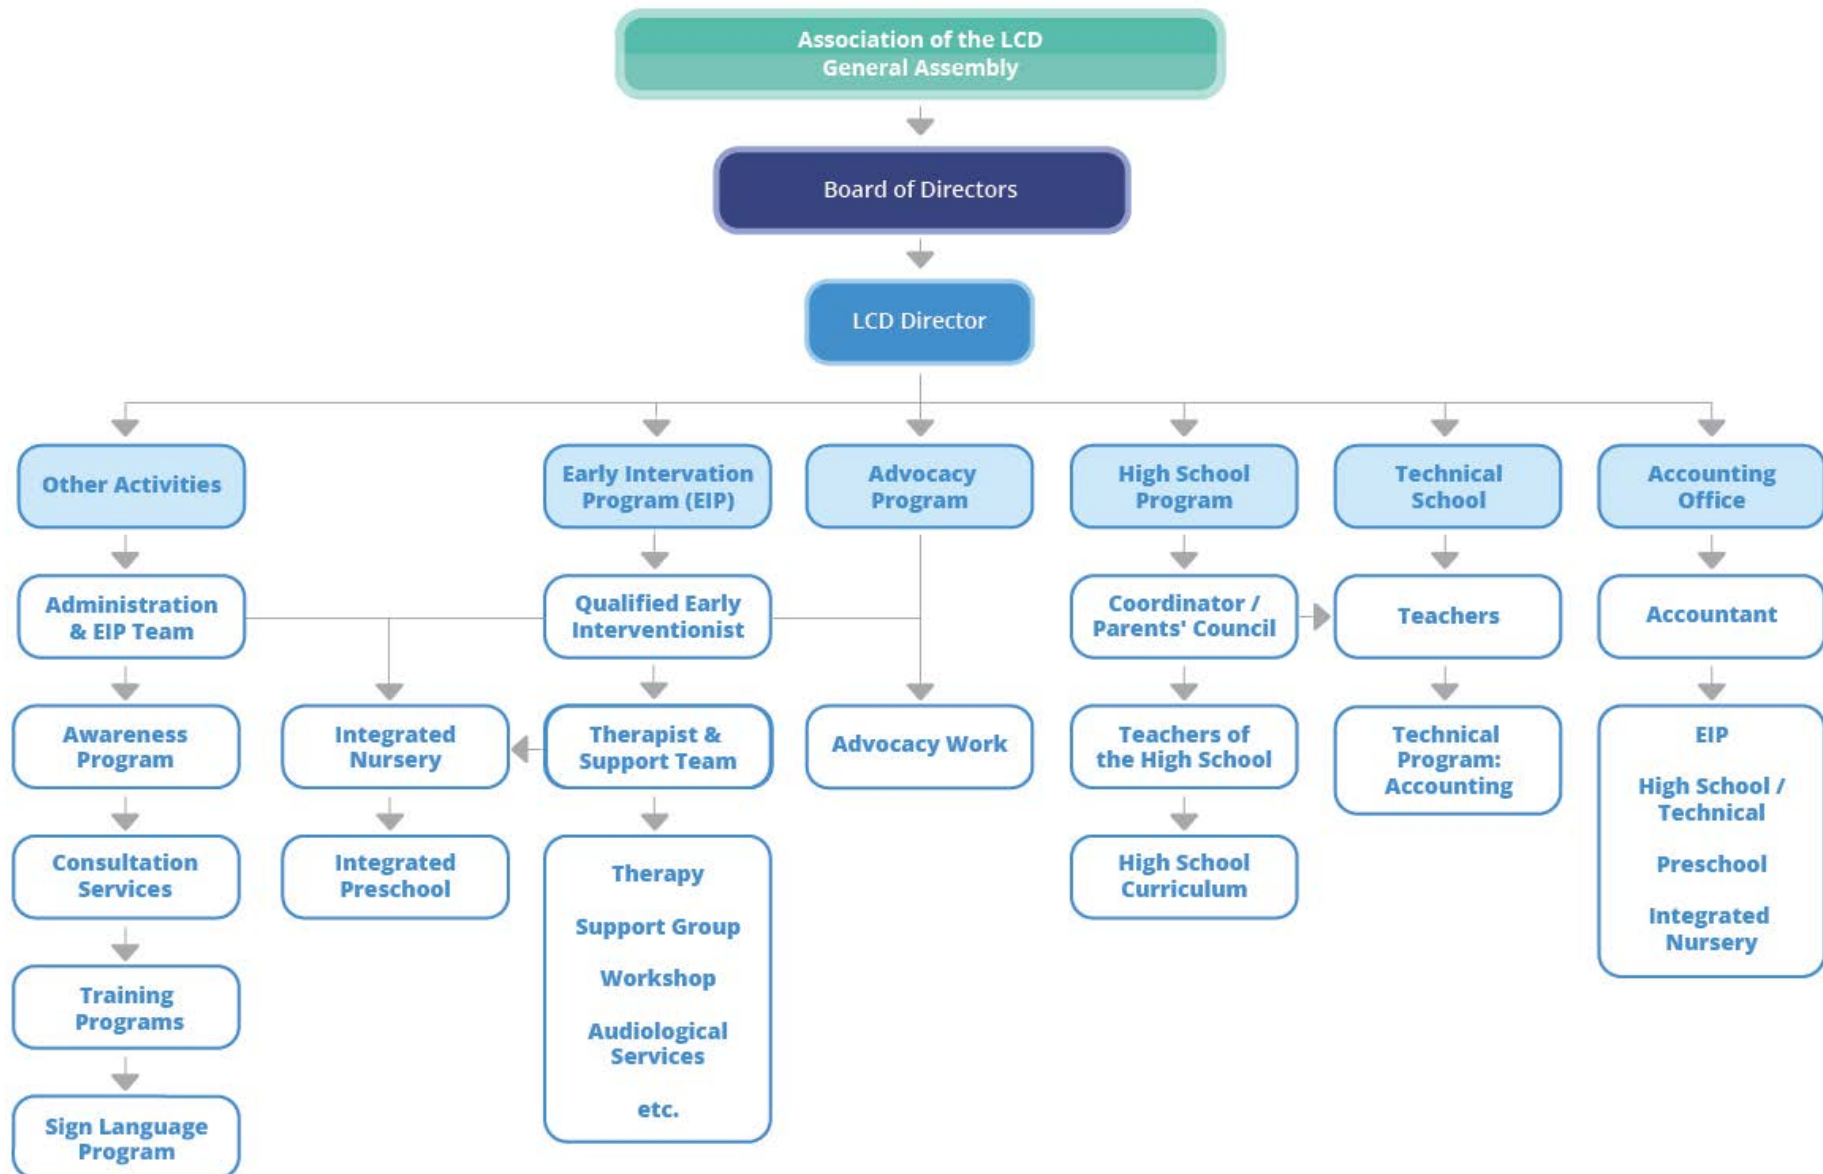 Association of the LCD
General Assembly
Board of Directors
LCD Director
Other Activities
Early Intervation
Program (EIP)
Advocacy
Program
High School
Program
Technical
School
Accounting
Office
Administration
& EIP Team
Qualified Early
Interventionist
Coordinator /
Parents' Council
Teachers
Accountant
Awareness
Program
Integrated
Nursery
Therapist &
Support Team
Advocacy Work
Teachers of
the High School
Technical
Program:
Accounting
EIP
High School /
Technical
Preschool
Integrated
Nursery
Consultation
Services
Integrated
Preschool
Therapy
Support Group
Workshop
Audiological
Services
etc.
High School
Curriculum
Training
Programs
Sign Language
Program